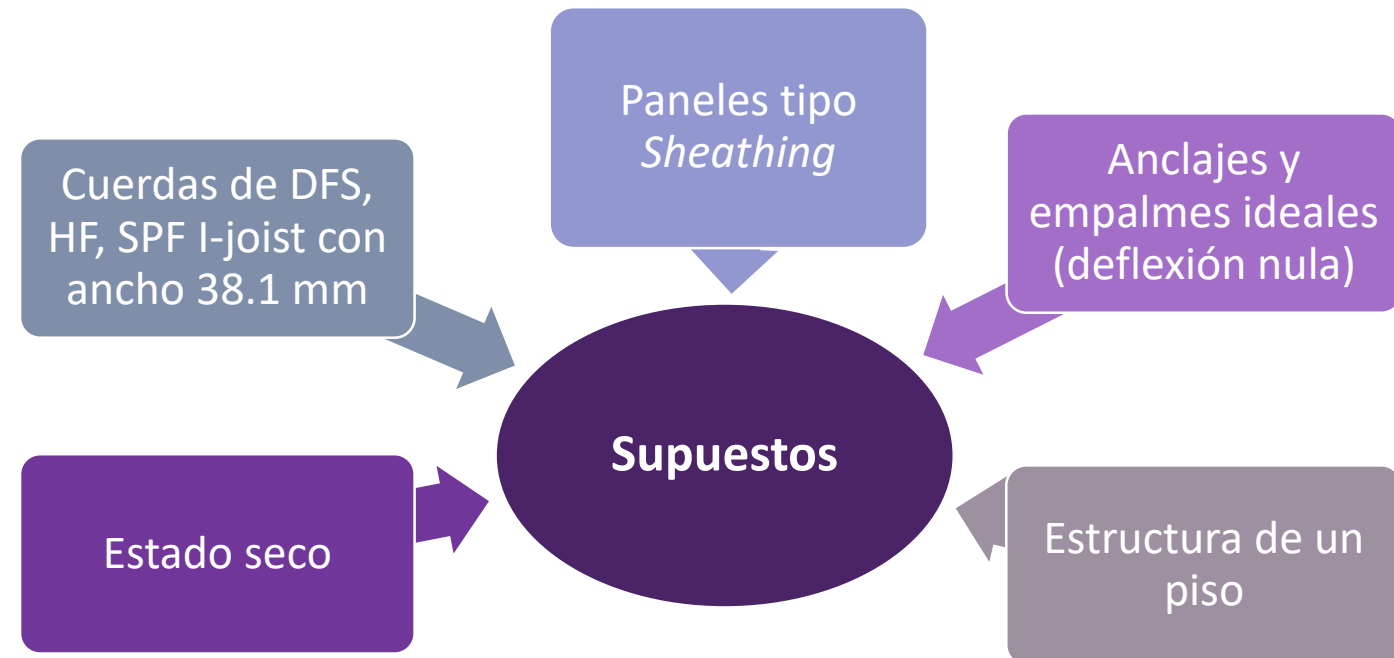 Paneles tipo
Sheathing
Cuerdas de DFS,
HF, SPF I-joist con
ancho 38.1 mm
Anclajes y
empalmes ideales
(deflexión nula)
Supuestos
Estado seco
Estructura de un
piso